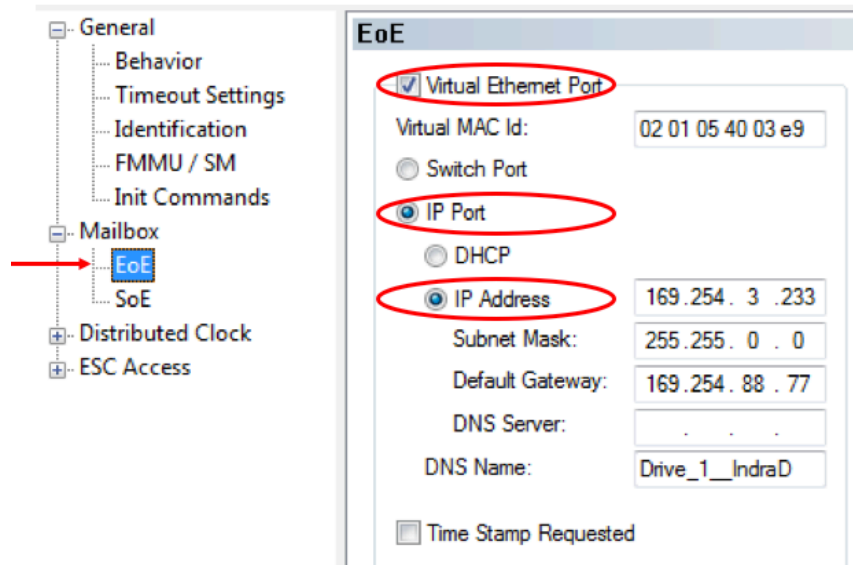 General
Behavior
Timeout Settings
Identification
FMMU / SM
Init Commands
Mailbox
EoE
SoE
Distributed Clock
ESC Access
EoE
Virtual Ethernet Port
Virtual MAC Id: 02 01 05 40 03 e9
Switch Port
IP Port
DHCP
IP Address 169.254. 3 .233
Subnet Mask: 255.255. 0 . 0
Default Gateway: 169.254. 88 . 77
DNS Server: . . .
DNS Name: Drive_1__IndraD
Time Stamp Requested